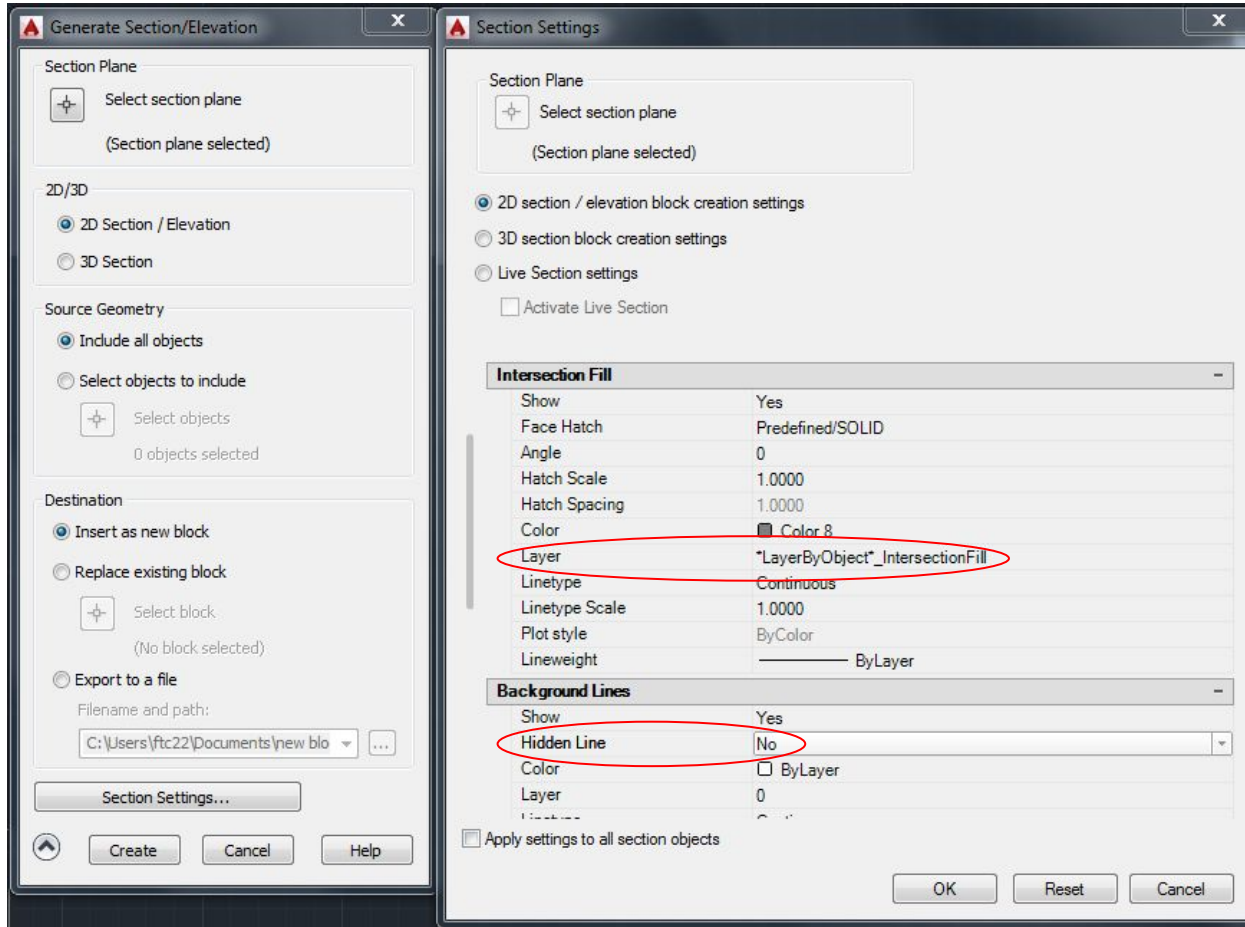 Generate Section/Elevation
X
Section Plane
Select section plane
(Section plane selected)
2D/3D
2D Section / Elevation
3D Section
Source Geometry
Include all objects
Select objects to include
Select objects
0 objects selected
Destination
Insert as new block
Replace existing block
Select block
(No block selected)
Export to a file
Filename and path:
C:\Users\ftc22\Documents\new blo ...
Section Settings...
Create Cancel Help
Section Settings
X
Section Plane
Select section plane
(Section plane selected)
2D section / elevation block creation settings
3D section block creation settings
Live Section settings
Activate Live Section
Intersection Fill
Show Yes
Face Hatch Predefined/SOLID
Angle 0
Hatch Scale 1.0000
Hatch Spacing 1.0000
Color Color 8
Layer *LayerByObject*_IntersectionFill
Linetype Continuous
Linetype Scale 1.0000
Plot style ByColor
Lineweight ByLayer
Background Lines
Show Yes
Hidden Line No
Color ByLayer
Layer 0
Apply settings to all section objects
OK Reset Cancel